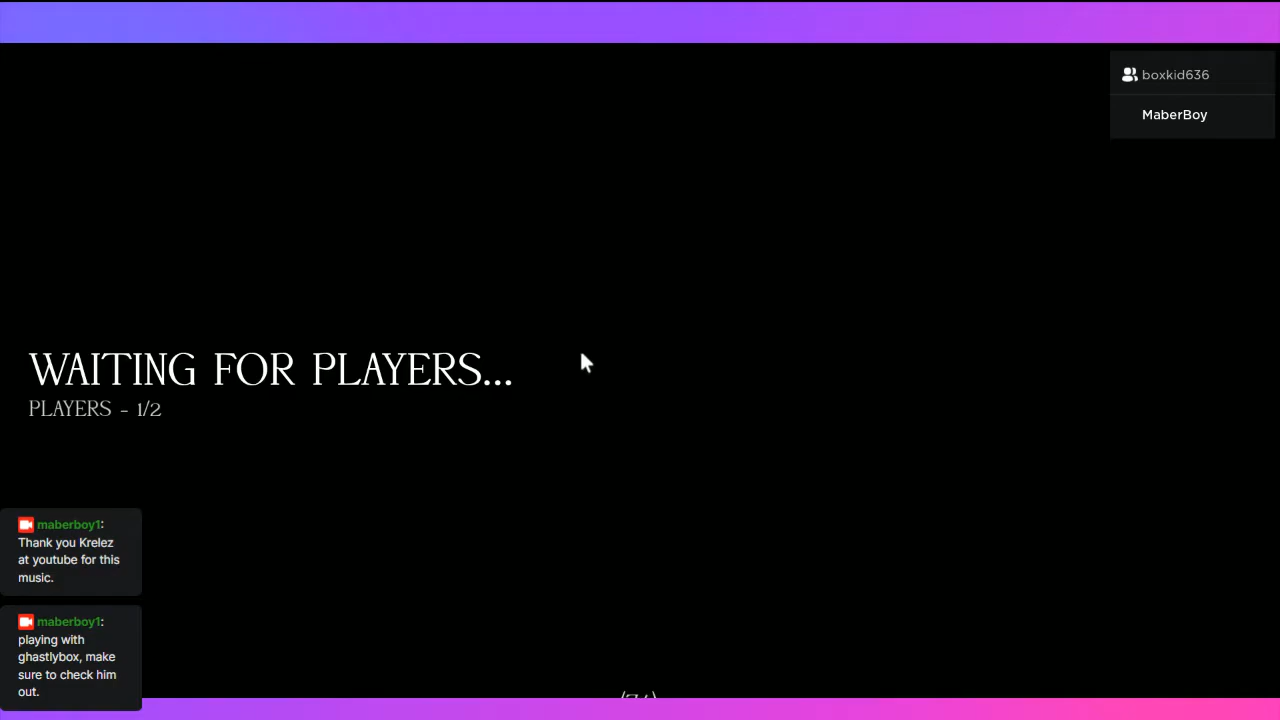 boxkid636
MaberBoy
WAITING FOR PLAYERS...
PLAYERS - 1/2
maberboy1:
Thank you Krelez
at youtube for this
music.
maberboy1:
playing with
ghastlybox, make
sure to check him
out.